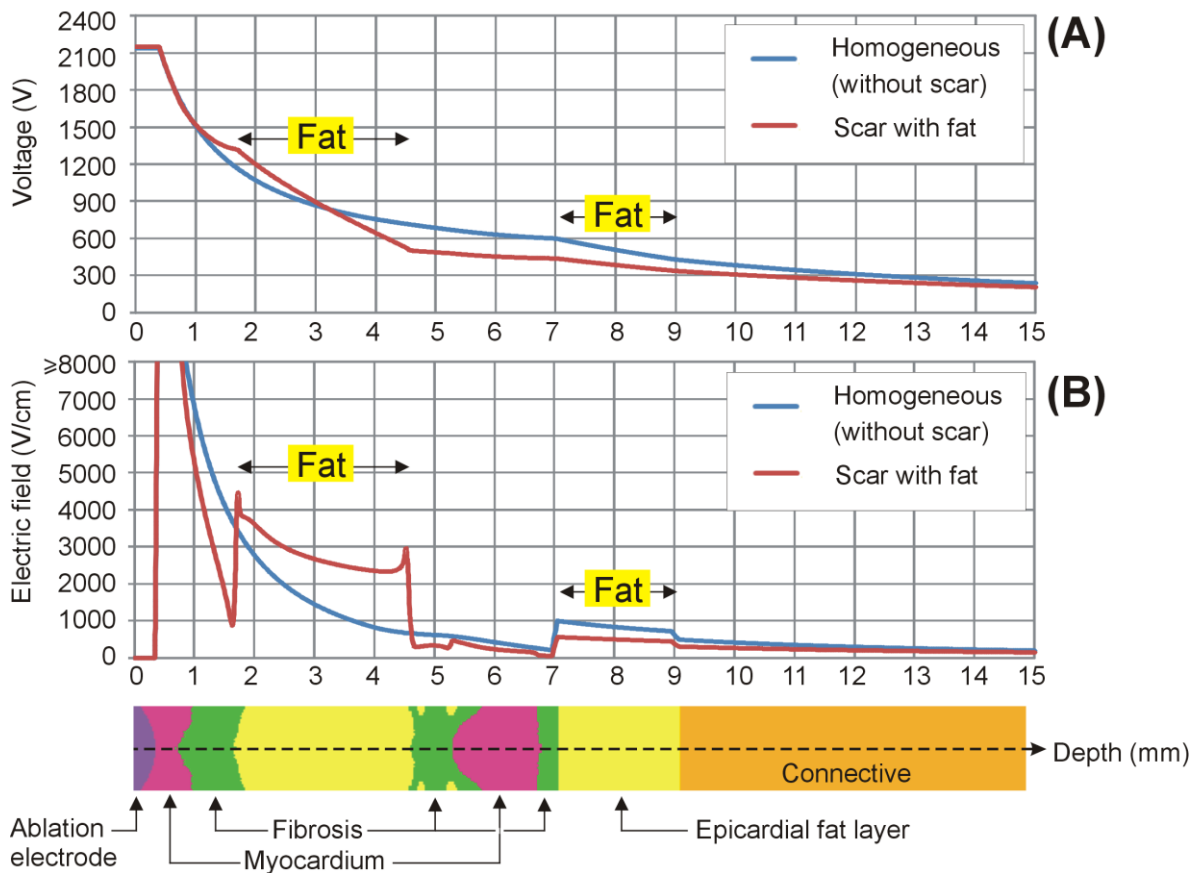 (A)
Voltage (V)
2400
2100
1800
1500
1200
900
600
300
0
Homogeneous
(without scar)
Scar with fat
Fat
Fat
0 1 2 3 4 5 6 7 8 9 10 11 12 13 14 15
(B)
Electric field (V/cm)
⩾8000
7000
6000
5000
4000
3000
2000
1000
0
Homogeneous
(without scar)
Scar with fat
Fat
Fat
0 1 2 3 4 5 6 7 8 9 10 11 12 13 14 15
Depth (mm)
Connective
Ablation
electrode
Fibrosis
Myocardium
Epicardial fat layer